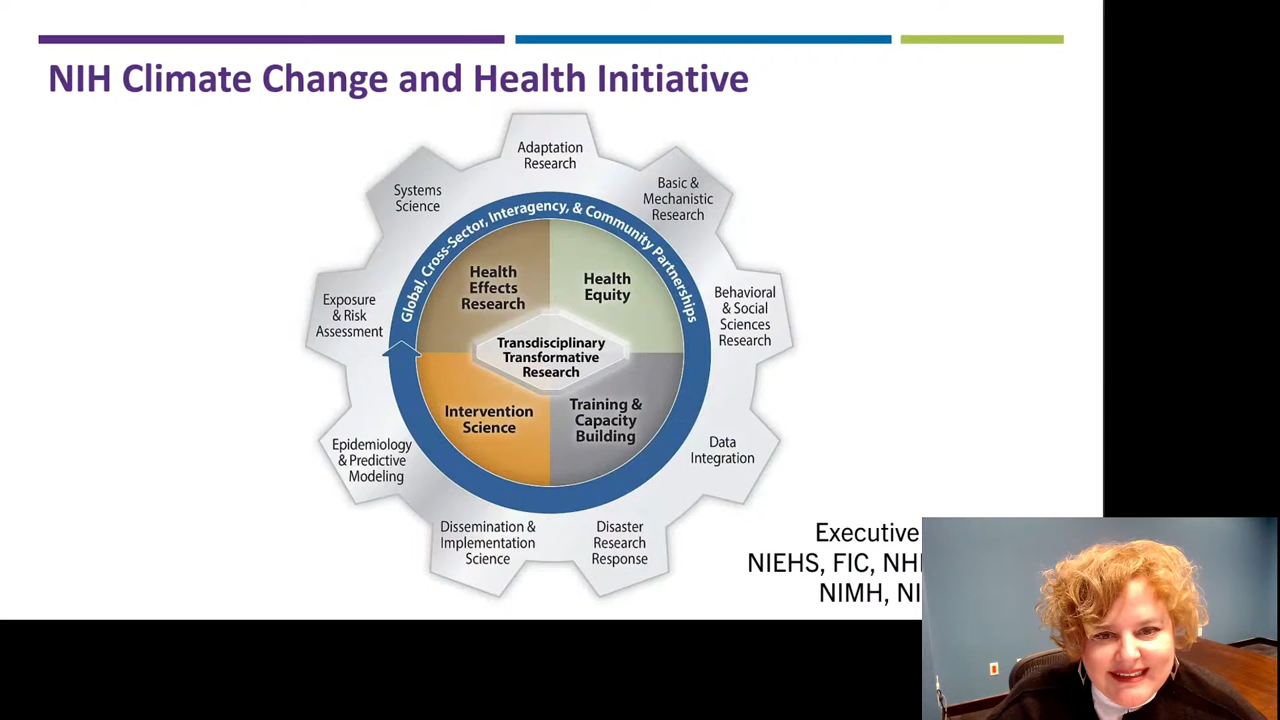 NIH Climate Change and Health Initiative
Adaptation
Research
Basic &
Mechanistic
Research
Behavioral
& Social
Sciences
Research
Data
Integration
Disaster
Research
Response
Dissemination &
Implementation
Science
Epidemiology
& Predictive
Modeling
Exposure
& Risk
Assessment
Systems
Science
Global, Cross-Sector, Interagency, & Community Partnerships
Health
Effects
Research
Health
Equity
Transdisciplinary
Transformative
Research
Intervention
Science
Training &
Capacity
Building
Executive
NIEHS, FIC,
NIMH,